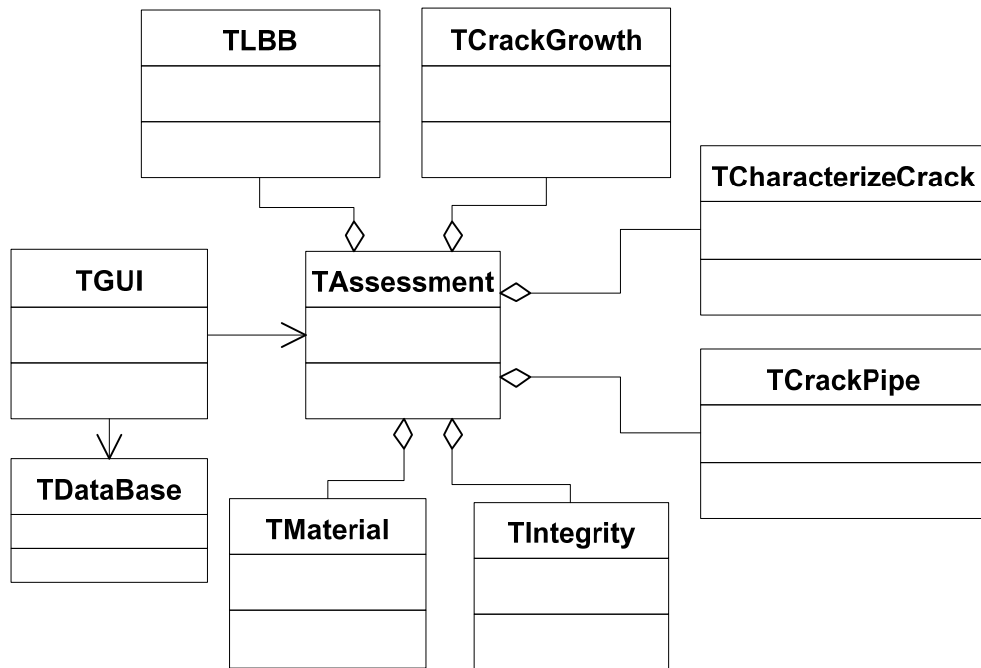 TLBB
TCrackGrowth
TCharacterizeCrack
TGUI
TAssessment
TCrackPipe
TDataBase
TMaterial
TIntegrity